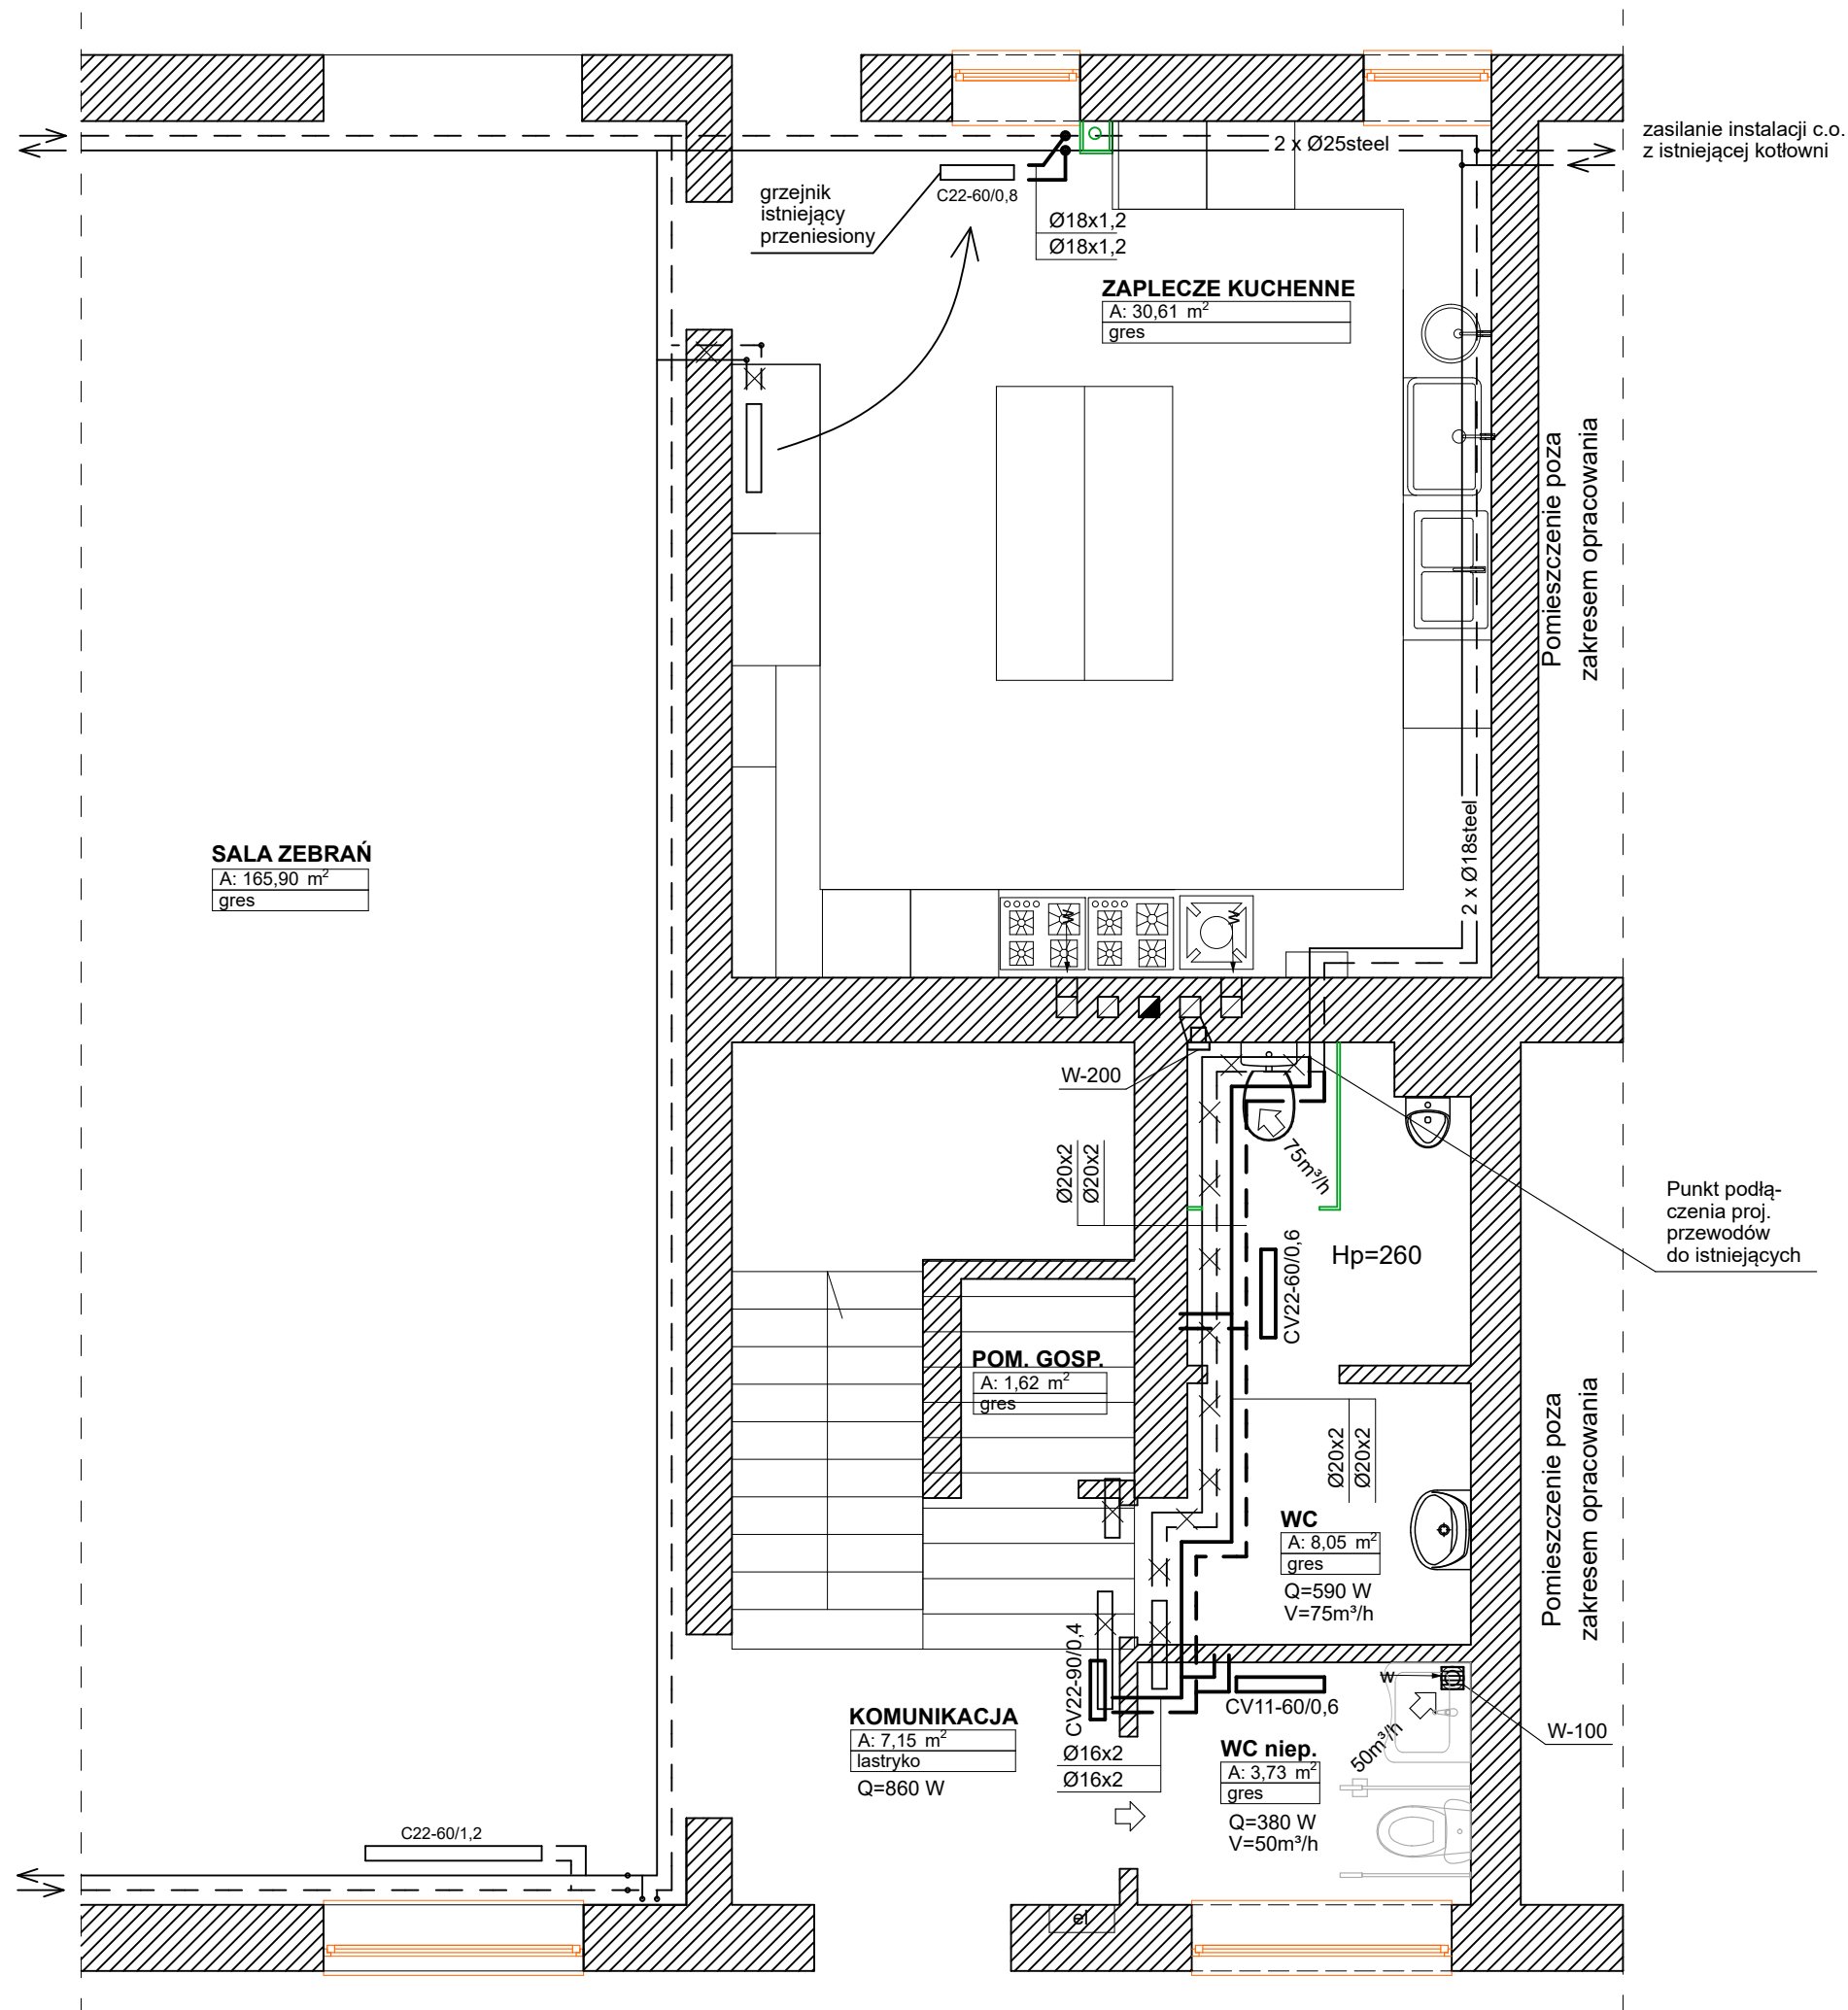 zasilanie instalacji c.o.
z istniejącej kotłowni
2 x Ø25steel
grzejnik
istniejący
przeniesiony
C22-60/0,8
Ø18x1,2
Ø18x1,2
ZAPLECZE KUCHENNE
A: 30,61 m²
gres
Pomieszczenie poza
zakresem opracowania
2 x Ø18steel
SALA ZEBRAŃ
A: 165,90 m²
gres
W
W
W-200
75m³/h
Ø20x2
Ø20x2
Punkt podłą-
czenia proj.
przewodów
do istniejących
CV22-60/0,6
Hp=260
POM. GOSP.
A: 1,62 m²
gres
Ø20x2
Ø20x2
Pomieszczenie poza
zakresem opracowania
WC
A: 8,05 m²
gres
Q=590 W
V=75m³/h
CV22-90/0,4
KOMUNIKACJA
A: 7,15 m²
lastryko
Q=860 W
Ø16x2
Ø16x2
CV11-60/0,6
W
50m³/h
W-100
WC niep.
A: 3,73 m²
gres
Q=380 W
V=50m³/h
C22-60/1,2
el